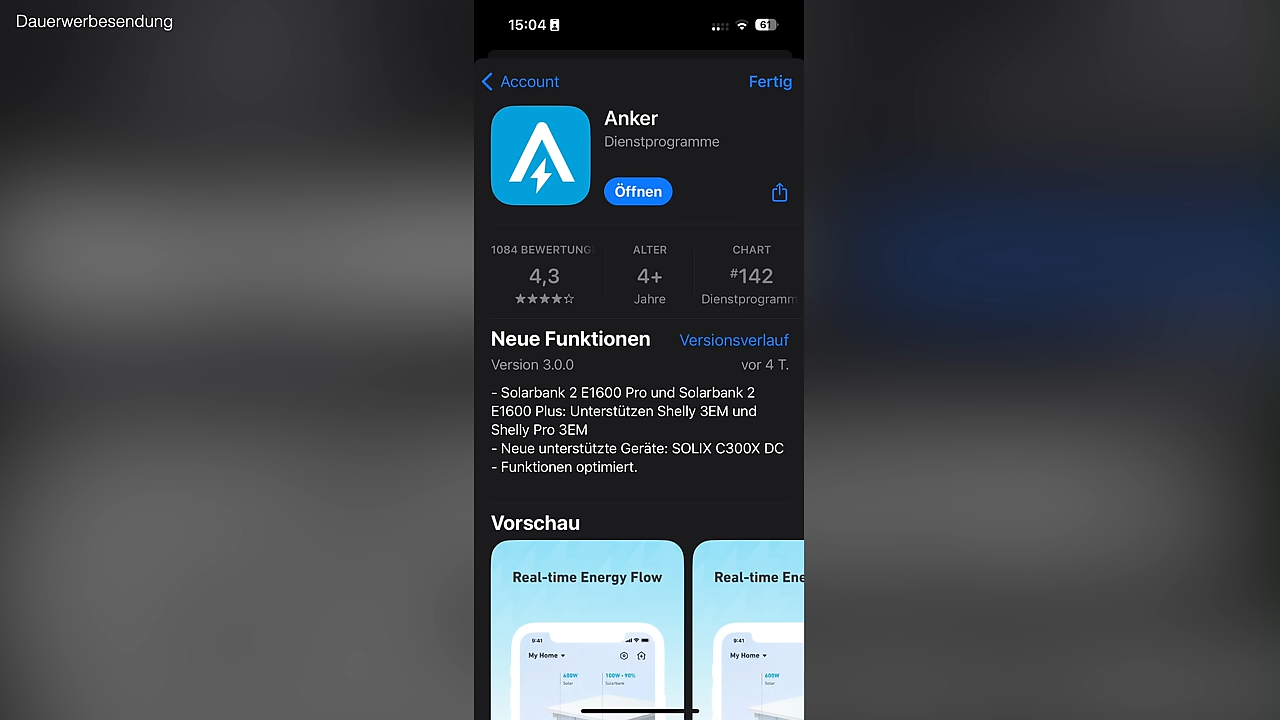 Dauerwerbesendung
15:04
61
Account
Fertig
Anker
Dienstprogramme
Öffnen
1084 BEWERTUNG
ALTER
CHART
4,3
4+
#142
Jahre
Dienstprogramm
Neue Funktionen
Versionsverlauf
Version 3.0.0
vor 4 T.
- Solarbank 2 E1600 Pro und Solarbank 2
E1600 Plus: Unterstützen Shelly 3EM und
Shelly Pro 3EM
- Neue unterstützte Geräte: SOLIX C300X DC
- Funktionen optimiert.
Vorschau
Real-time Energy Flow
Real-time Ene
9:41
9:41
My Home
My Home
600W
100W • 90%
600W
Solar
Solarbank
Solar